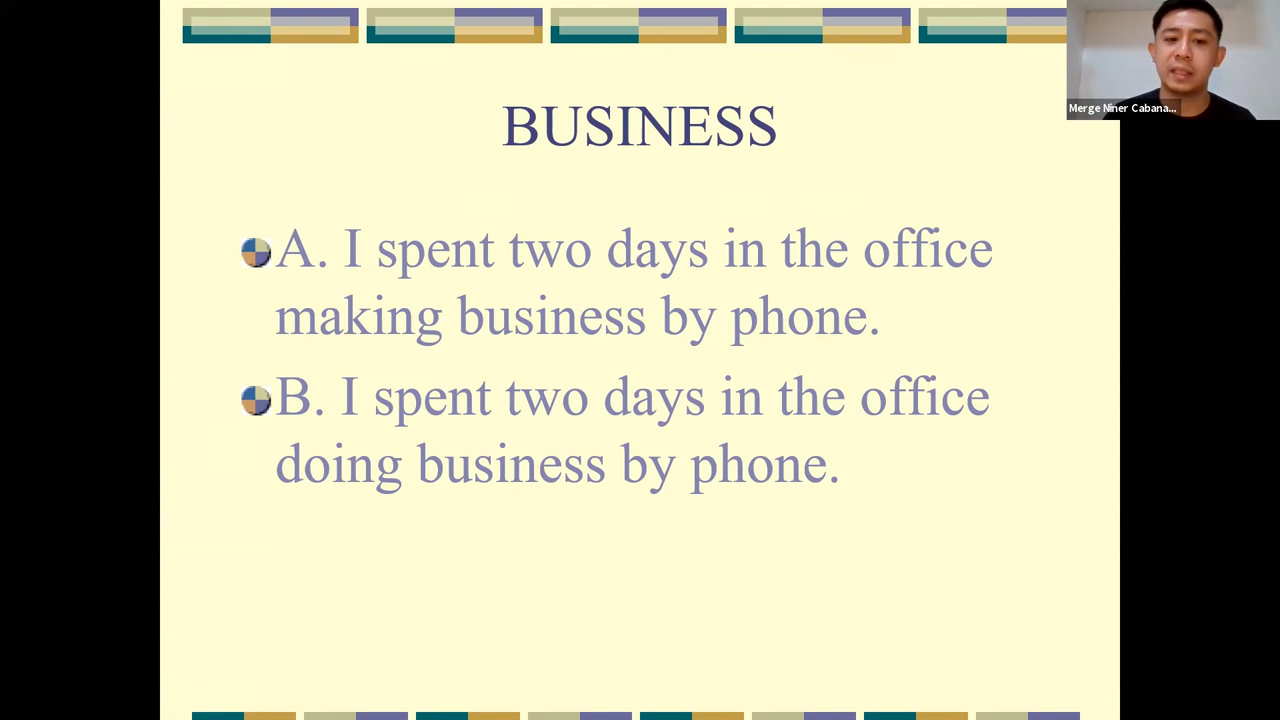 BUSINESS
Merge Niner Cabana...
A. I spent two days in the office
making business by phone.
B. I spent two days in the office
doing business by phone.